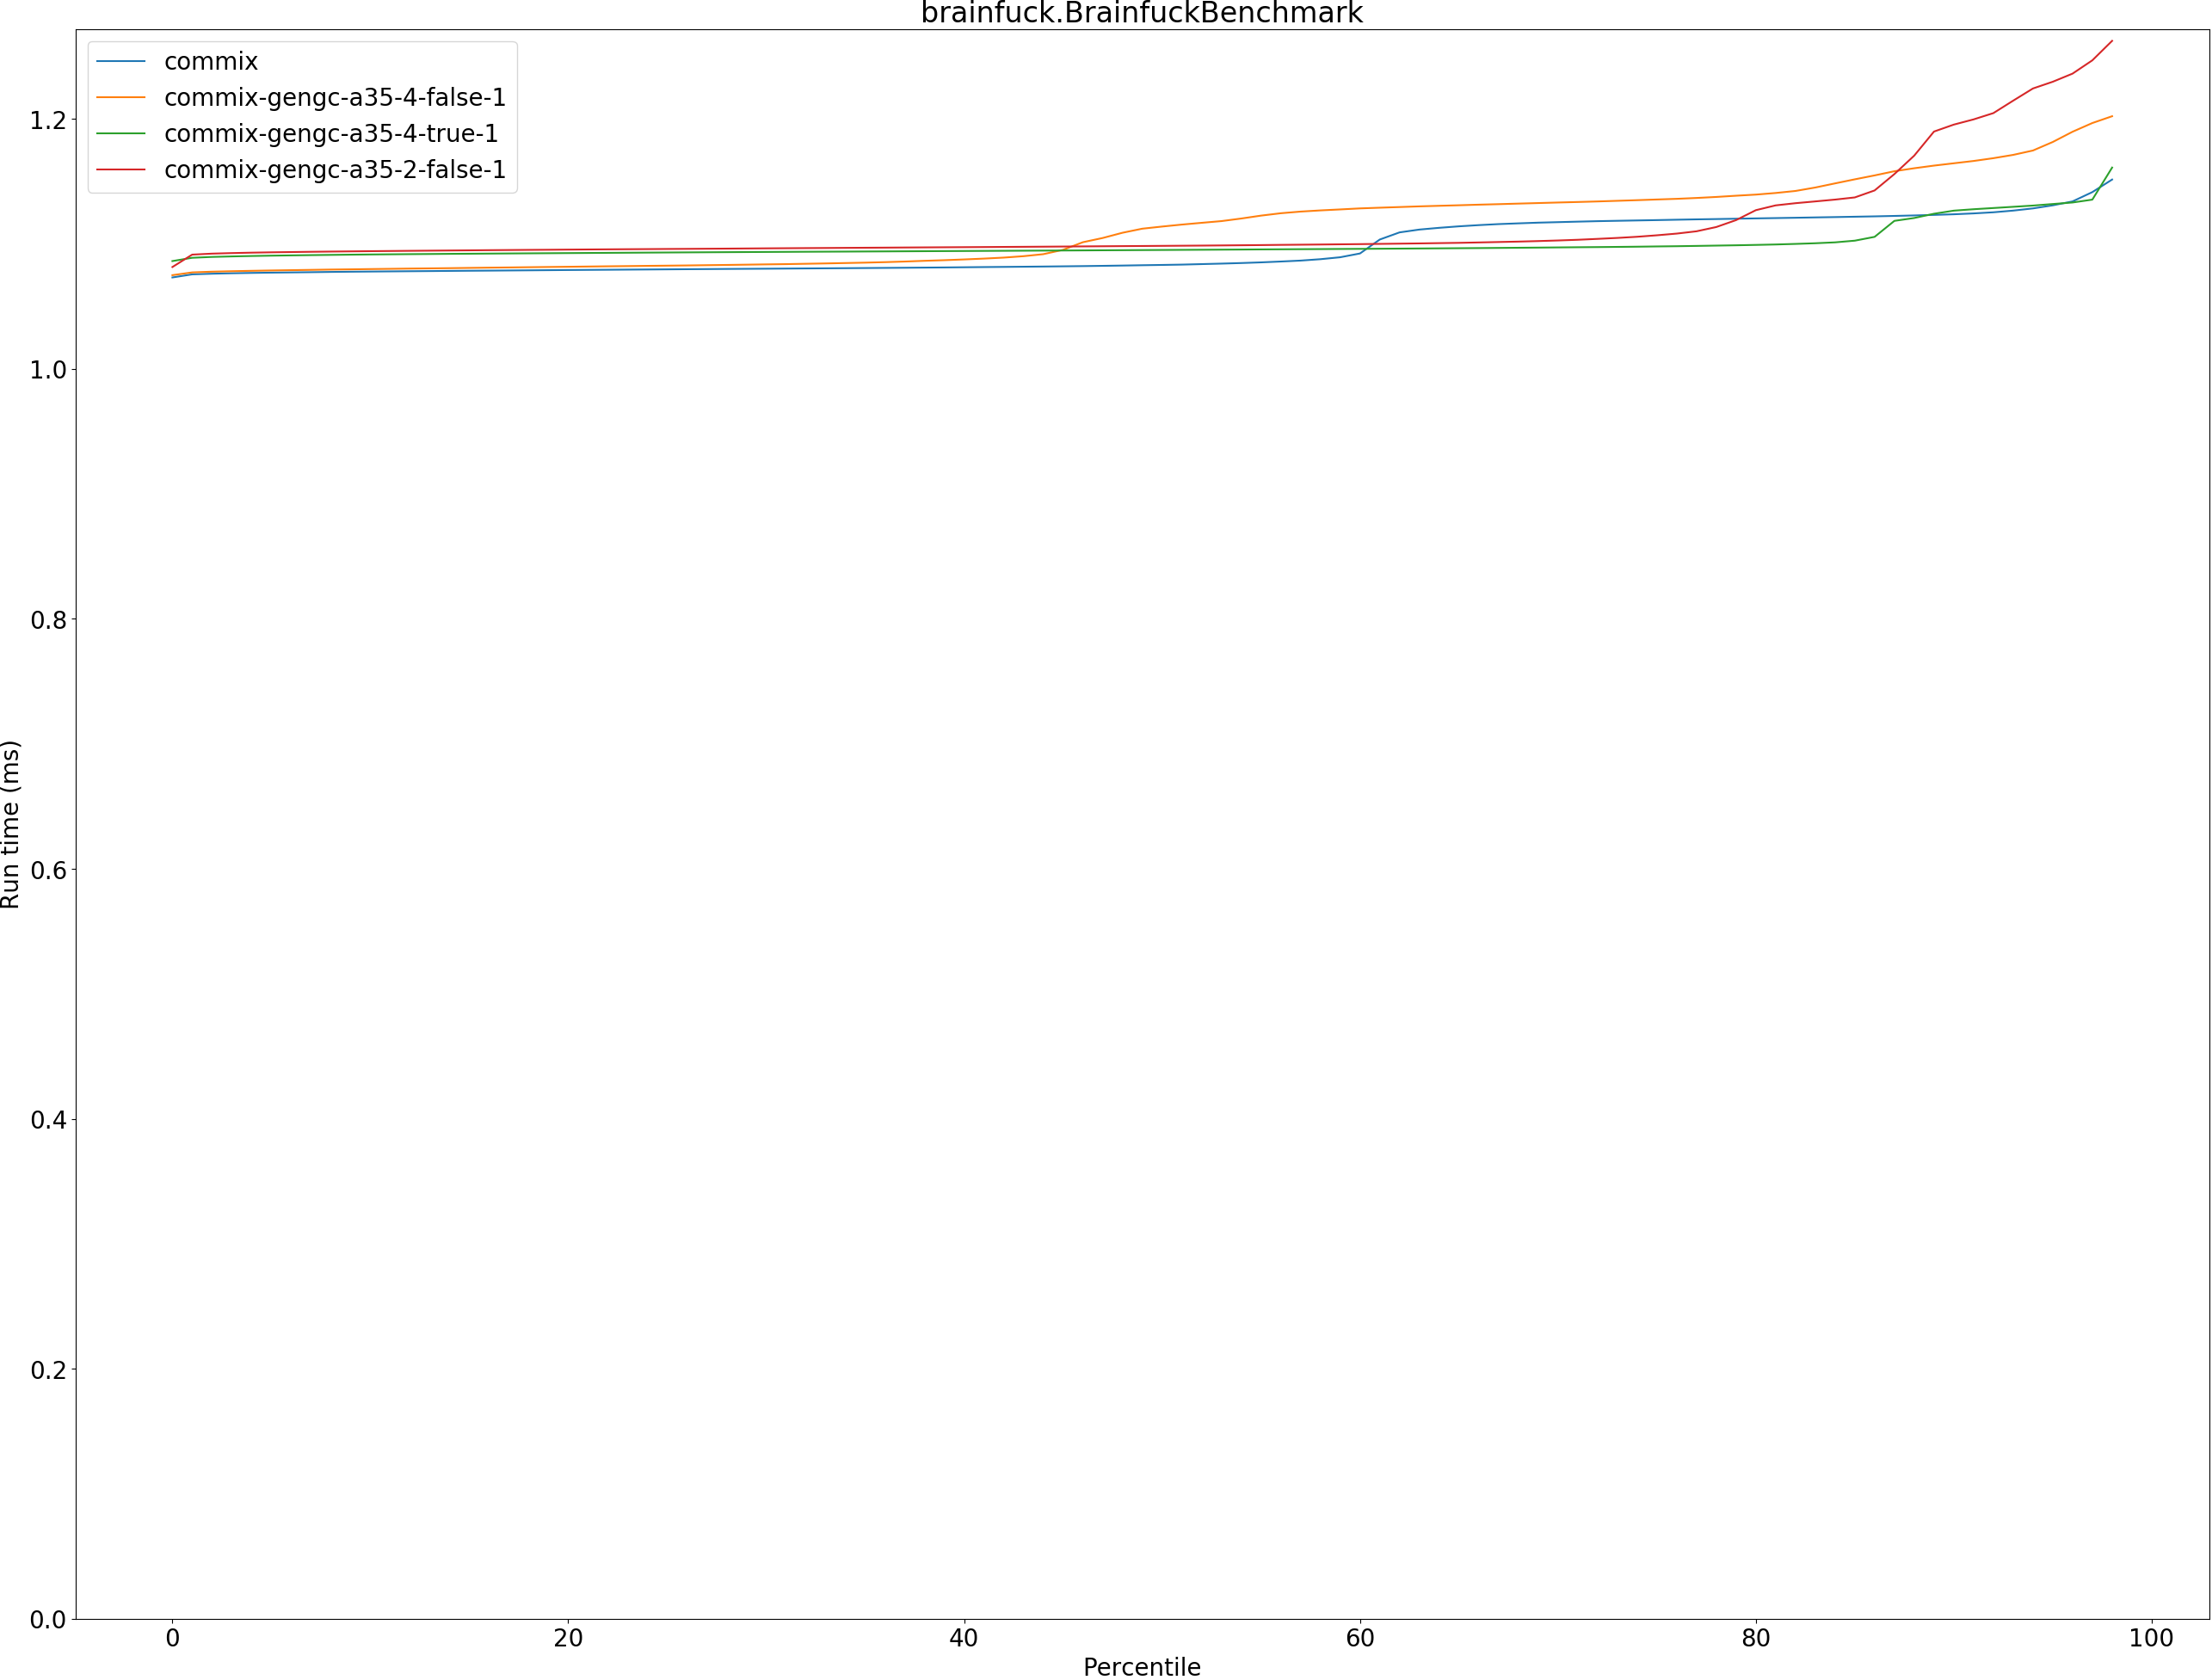 brainfuck.BrainfuckBenchmark
commix
commix-gengc-a35-4-false-1
commix-gengc-a35-4-true-1
commix-gengc-a35-2-false-1
1.2
1.0
0.8
0.6
0.4
0.2
0.0
Run time (ms)
0 20 40 60 80 100
Percentile